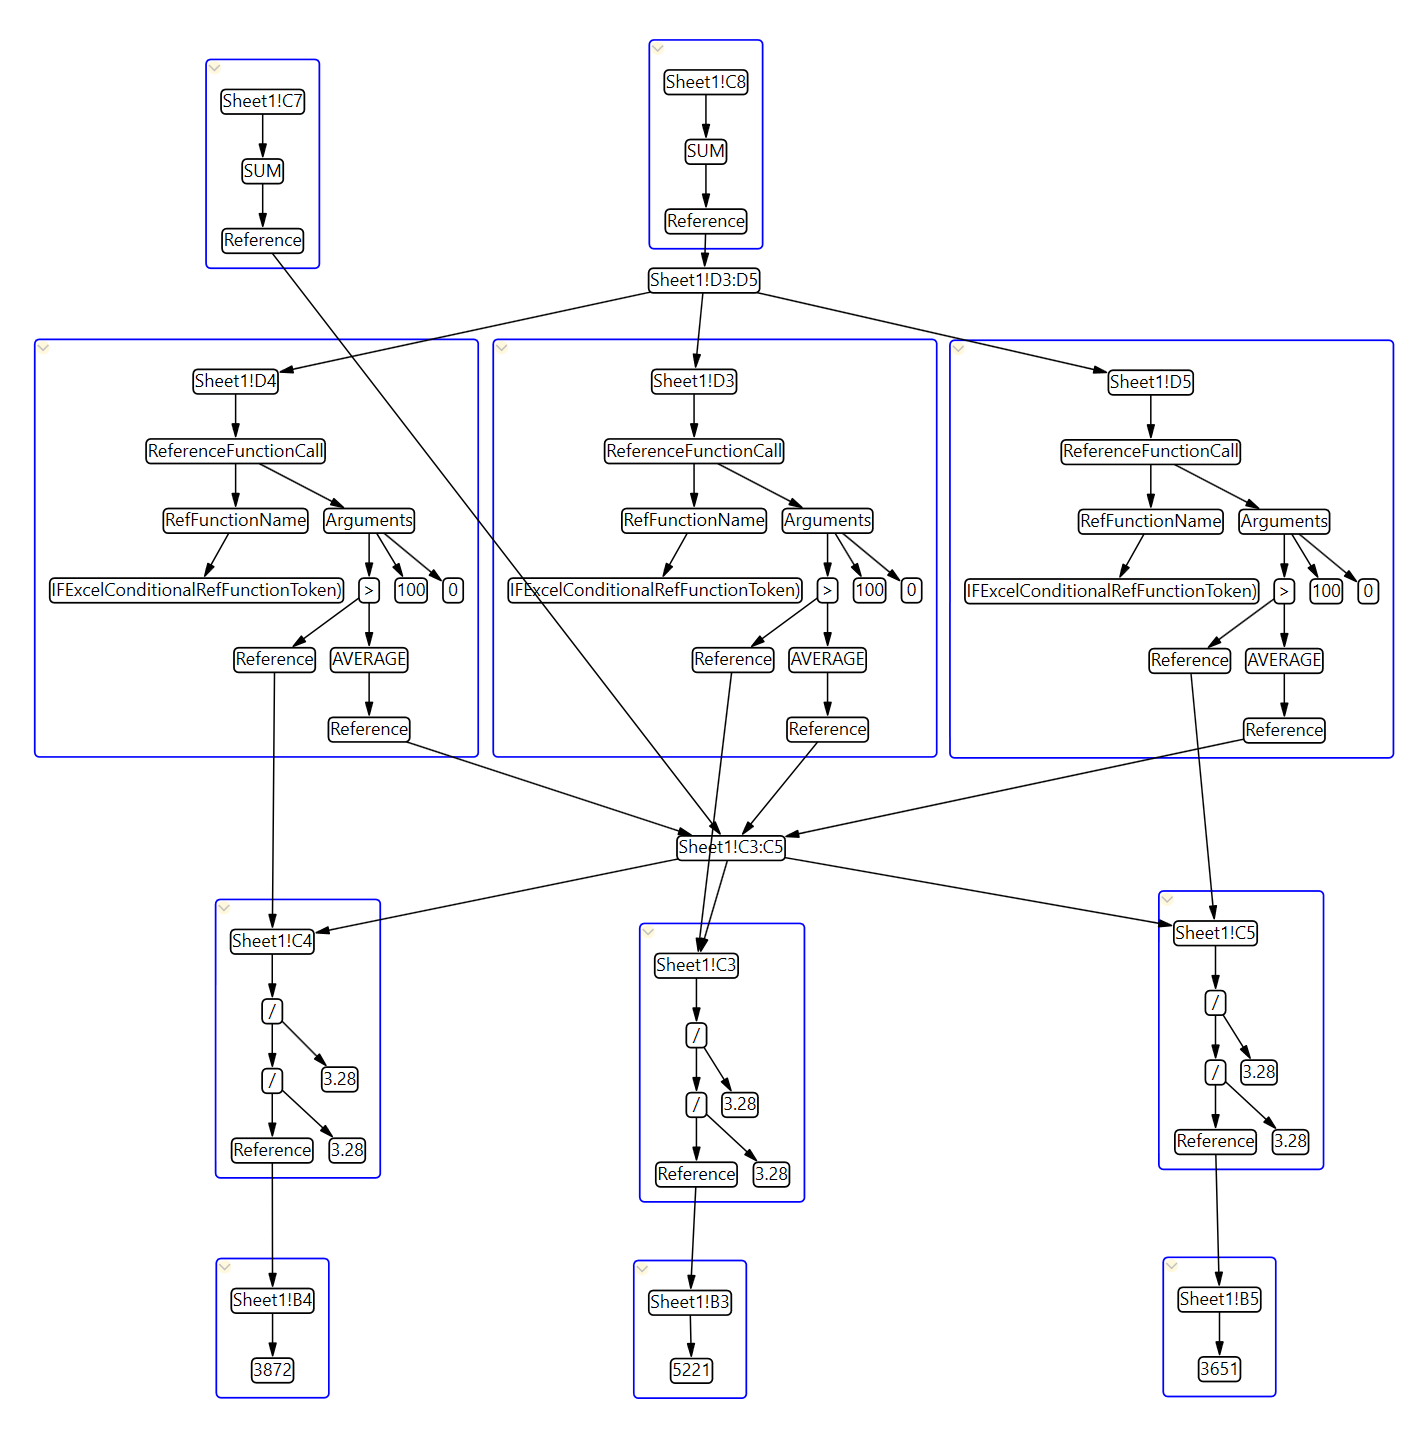 Sheet1!C8
Sheet1!C7
SUM
SUM
Reference
Reference
Sheet1!D3:D5
Sheet1!D4
Sheet1!D3
Sheet1!D5
ReferenceFunctionCall
ReferenceFunctionCall
ReferenceFunctionCall
RefFunctionName
Arguments
RefFunctionName
Arguments
RefFunctionName
Arguments
IFExcelConditionalRefFunctionToken)
>
100
0
IFExcelConditionalRefFunctionToken)
>
100
0
IFExcelConditionalRefFunctionToken)
>
100
0
Reference
AVERAGE
Reference
AVERAGE
Reference
AVERAGE
Reference
Reference
Reference
Sheet1!C3:C5
Sheet1!C4
Sheet1!C3
Sheet1!C5
/
/
/
/
3.28
/
3.28
/
3.28
Reference
3.28
Reference
3.28
Reference
3.28
Sheet1!B4
Sheet1!B3
Sheet1!B5
3872
5221
3651